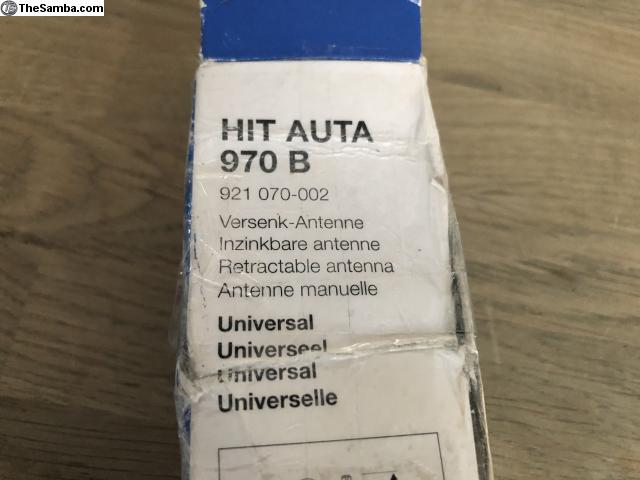 TheSamba.com
HIT AUTA
970 B
921 070-002
Versenk-Antenne
Inzinkbare antenne
Retractable antenna
Antenne manuelle
Universal
Universeel
Universal
Universelle